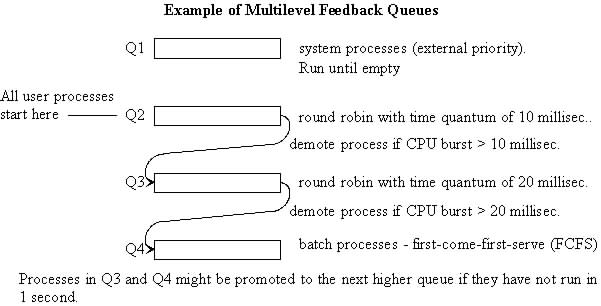 Example of Multilevel Feedback Queues
Q1 system processes (external priority).
Run until empty
All user processes
start here
Q2 round robin with time quantum of 10 millisec..
demote process if CPU burst > 10 millisec.
Q3 round robin with time quantum of 20 millisec.
demote process if CPU burst > 20 millisec.
Q4 batch processes - first-come-first-serve (FCFS)
Processes in Q3 and Q4 might be promoted to the next higher queue if they have not run in
1 second.